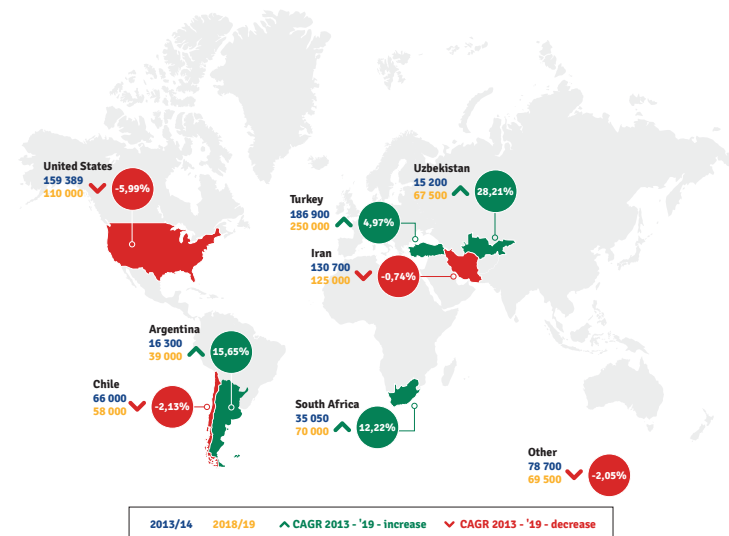 United States
159 389
110 000
-5,99%
Uzbekistan
15 200
67 500
28,21%
Turkey
186 900
250 000
4,97%
Iran
130 700
125 000
-0,74%
Argentina
16 300
39 000
15,65%
Chile
66 000
58 000
-2,13%
South Africa
35 050
70 000
12,22%
Other
78 700
69 500
-2,05%
2013/14 2018/19 CAGR 2013 - '19 - increase CAGR 2013 - '19 - decrease